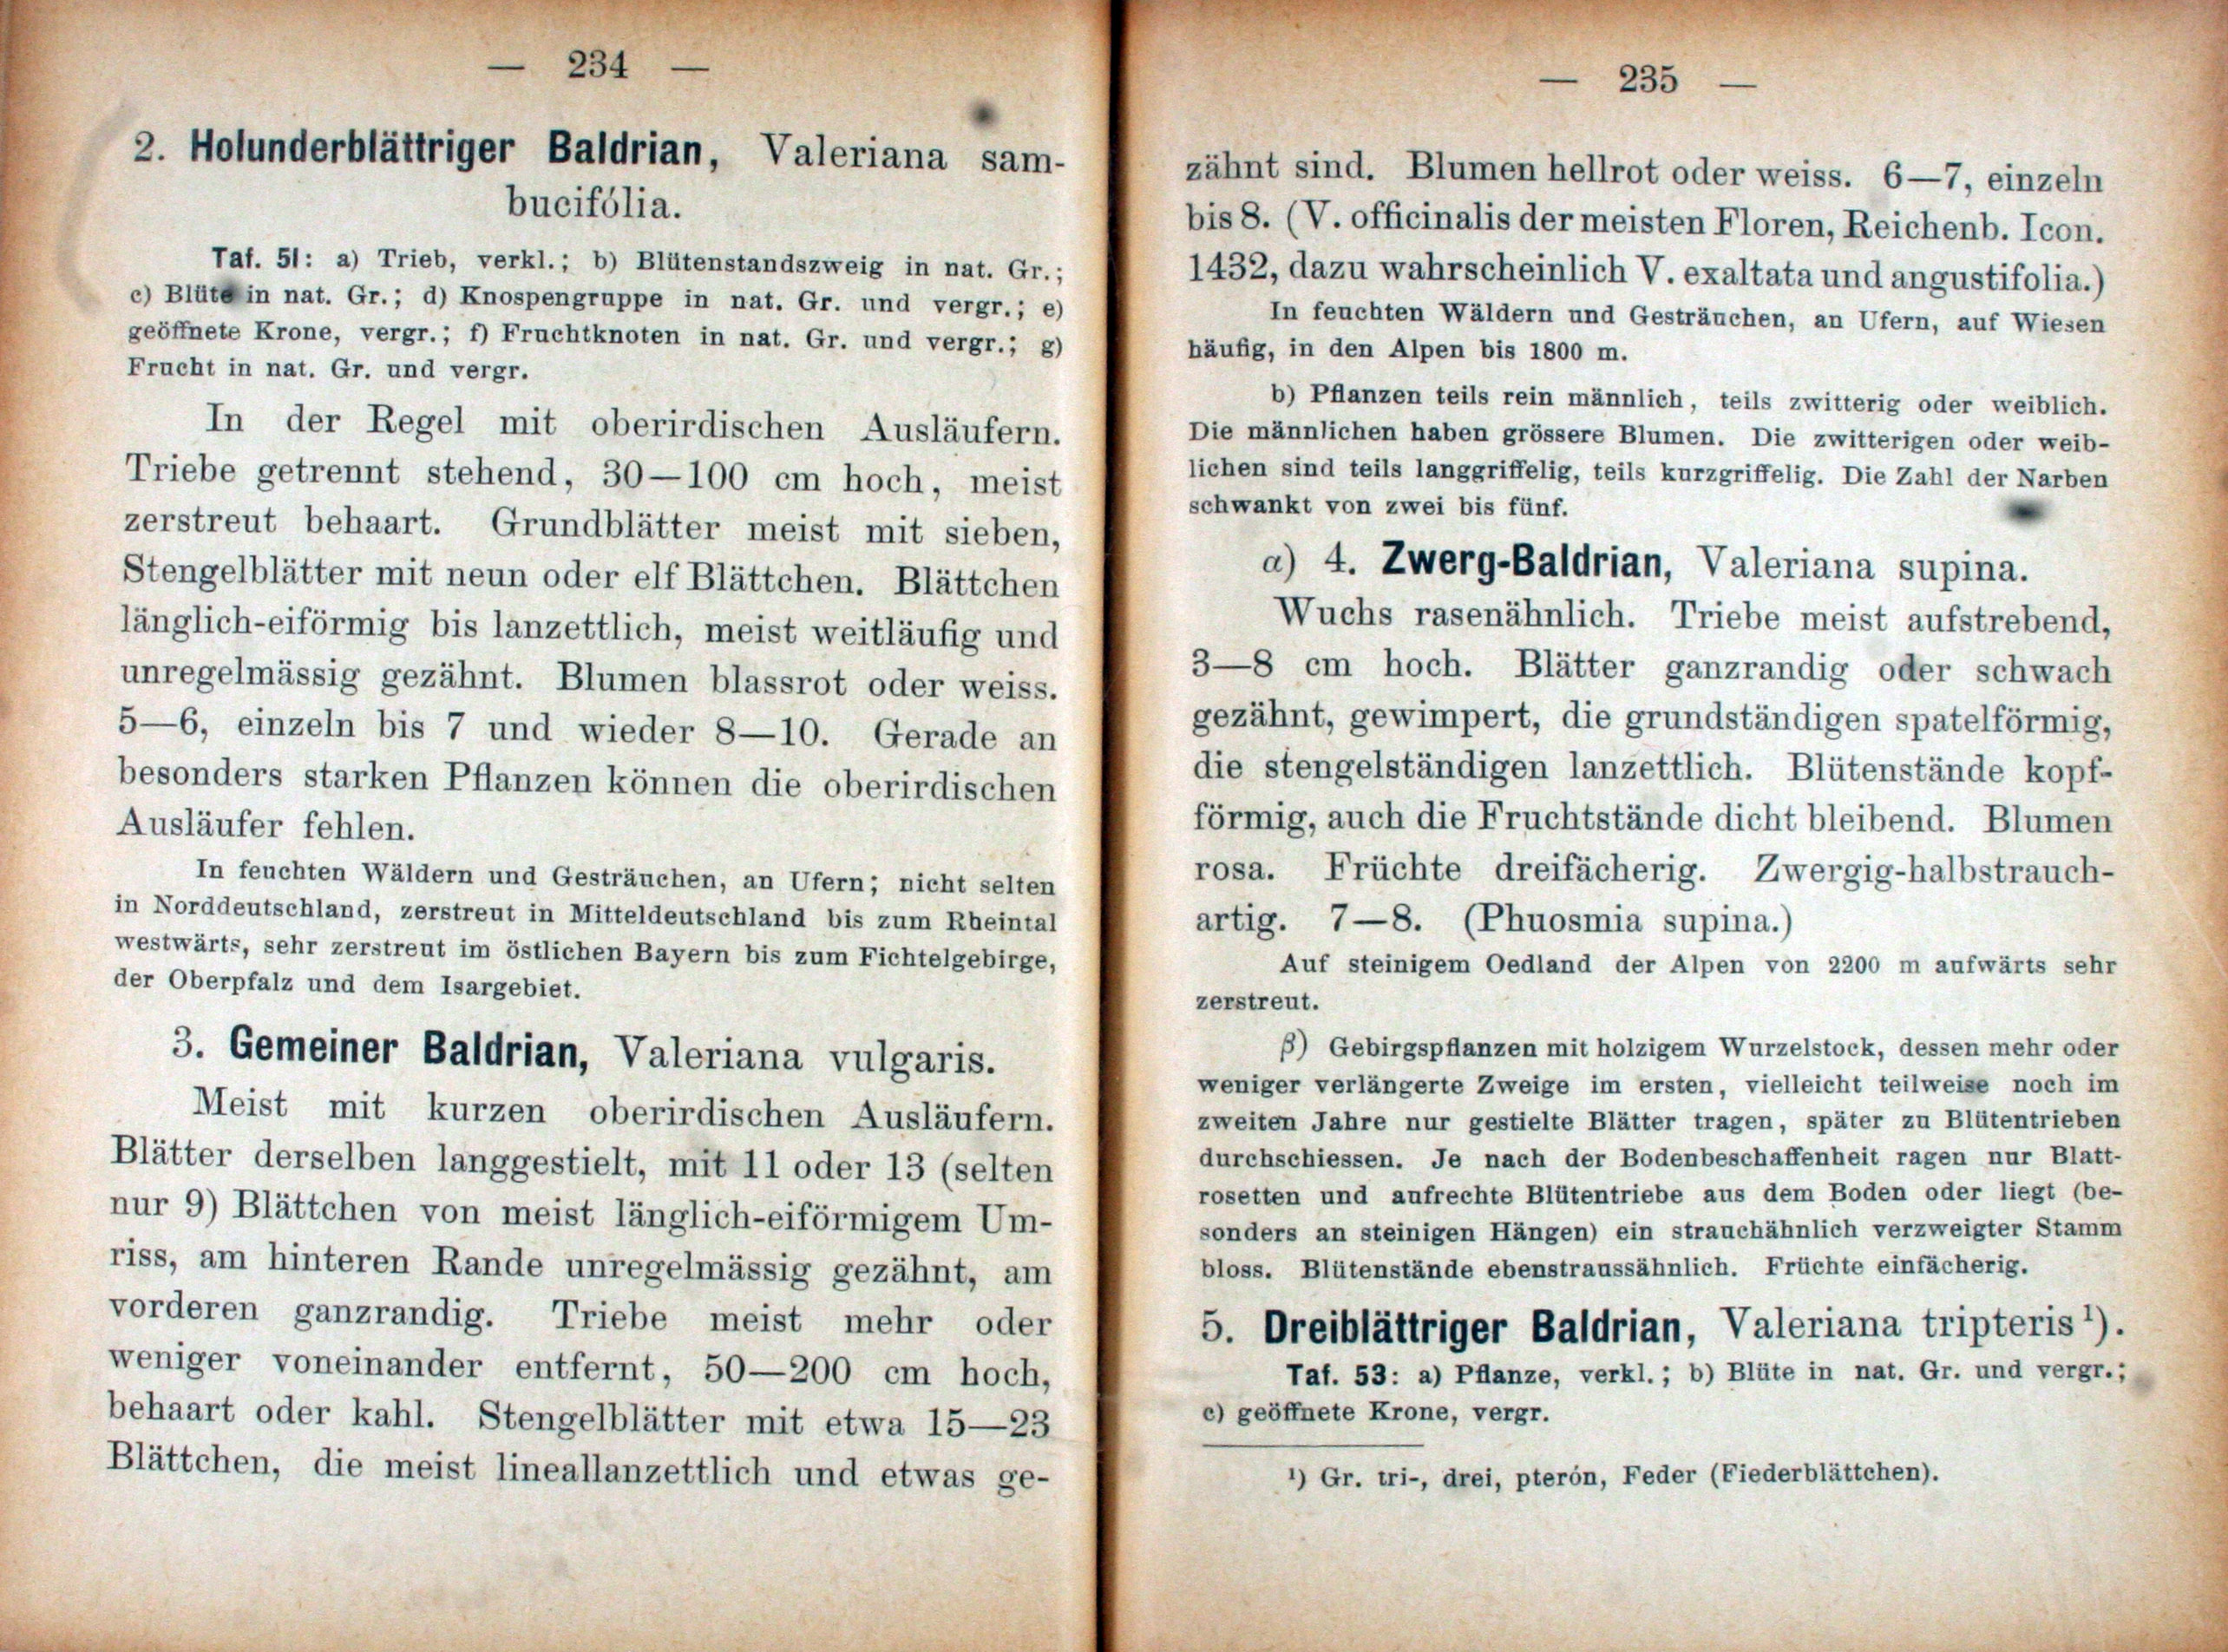 — 234 —
2. Holunderblättriger Baldrian, Valeriana sam-
bucifólia.
Taf. 51: a) Trieb, verkl.; b) Blütenstandszweig in nat. Gr.;
c) Blüte in nat. Gr.; d) Knospengruppe in nat. Gr. und vergr.; e)
geöffnete Krone, vergr.; f) Fruchtknoten in nat. Gr. und vergr.; g)
Frucht in nat. Gr. und vergr.
In der Regel mit oberirdischen Ausläufern.
Triebe getrennt stehend, 30—100 cm hoch, meist
zerstreut behaart. Grundblätter meist mit sieben,
Stengelblätter mit neun oder elf Blättchen. Blättchen
länglich-eiförmig bis lanzettlich, meist weitläufig und
unregelmässig gezähnt. Blumen blassrot oder weiss.
5—6, einzeln bis 7 und wieder 8—10. Gerade an
besonders starken Pflanzen können die oberirdischen
Ausläufer fehlen.
In feuchten Wäldern und Gesträuchen, an Ufern; nicht selten
in Norddeutschland, zerstreut in Mitteldeutschland bis zum Rheintal
westwärts, sehr zerstreut im östlichen Bayern bis zum Fichtelgebirge,
der Oberpfalz und dem Isargebiet.
3. Gemeiner Baldrian, Valeriana vulgaris.
Meist mit kurzen oberirdischen Ausläufern.
Blätter derselben langgestielt, mit 11 oder 13 (selten
nur 9) Blättchen von meist länglich-eiförmigem Um-
riss, am hinteren Rande unregelmässig gezähnt, am
vorderen ganzrandig. Triebe meist mehr oder
weniger voneinander entfernt, 50—200 cm hoch,
behaart oder kahl. Stengelblätter mit etwa 15—23
Blättchen, die meist lineallanzettlich und etwas ge-
— 235 —
zähnt sind. Blumen hellrot oder weiss. 6—7, einzeln
bis 8. (V. officinalis der meisten Floren, Reichenb. Icon.
1432, dazu wahrscheinlich V. exaltata und angustifolia.)
In feuchten Wäldern und Gesträuchen, an Ufern, auf Wiesen
häufig, in den Alpen bis 1800 m.
b) Pflanzen teils rein männlich, teils zwitterig oder weiblich.
Die männlichen haben grössere Blumen. Die zwitterigen oder weib-
lichen sind teils langgriffelig, teils kurzgriffelig. Die Zahl der Narben
schwankt von zwei bis fünf.
α) 4. Zwerg-Baldrian, Valeriana supina.
Wuchs rasenähnlich. Triebe meist aufstrebend,
3—8 cm hoch. Blätter ganzrandig oder schwach
gezähnt, gewimpert, die grundständigen spatelförmig,
die stengelständigen lanzettlich. Blütenstände kopf-
förmig, auch die Fruchtstände dicht bleibend. Blumen
rosa. Früchte dreifächerig. Zwergig-halbstrauch-
artig. 7—8. (Phuosmia supina.)
Auf steinigem Oedland der Alpen von 2200 m aufwärts sehr
zerstreut.
β) Gebirgspflanzen mit holzigem Wurzelstock, dessen mehr oder
weniger verlängerte Zweige im ersten, vielleicht teilweise noch im
zweiten Jahre nur gestielte Blätter tragen, später zu Blütentrieben
durchschiessen. Je nach der Bodenbeschaffenheit ragen nur Blatt-
rosetten und aufrechte Blütentriebe aus dem Boden oder liegt (be-
sonders an steinigen Hängen) ein strauchähnlich verzweigter Stamm
bloss. Blütenstände ebenstraussähnlich. Früchte einfächerig.
5. Dreiblättriger Baldrian, Valeriana tripteris¹).
Taf. 53: a) Pflanze, verkl.; b) Blüte in nat. Gr. und vergr.;
c) geöffnete Krone, vergr.
¹) Gr. tri-, drei, pterón, Feder (Fiederblättchen).